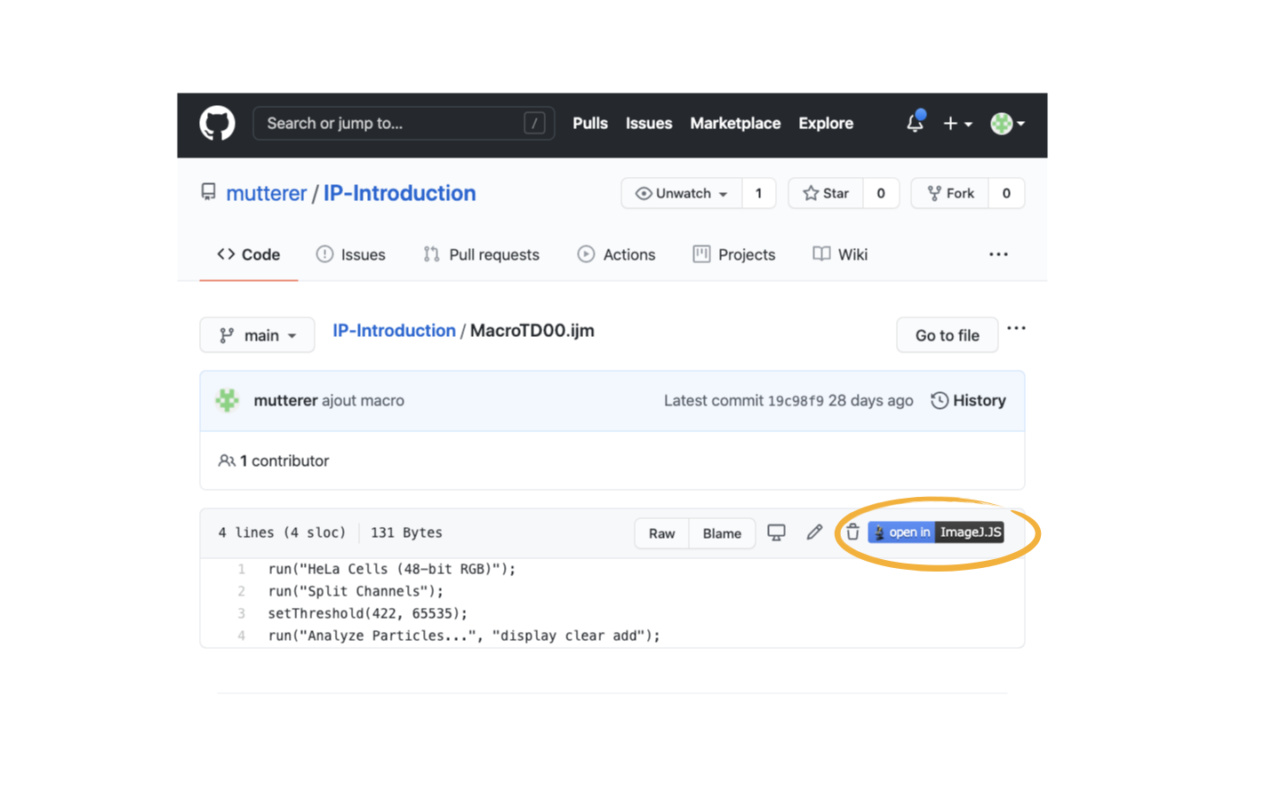 Search or jump to... / Pulls Issues Marketplace Explore
mutterer / IP-Introduction Unwatch 1 Star 0 Fork 0
Code Issues Pull requests Actions Projects Wiki ...
main IP-Introduction / MacroTD00.ijm Go to file ...
mutterer ajout macro Latest commit 19c98f9 28 days ago History
1 contributor
4 lines (4 sloc) 131 Bytes Raw Blame open in ImageJ.JS
1 run("HeLa Cells (48-bit RGB)");
2 run("Split Channels");
3 setThreshold(422, 65535);
4 run("Analyze Particles...", "display clear add");